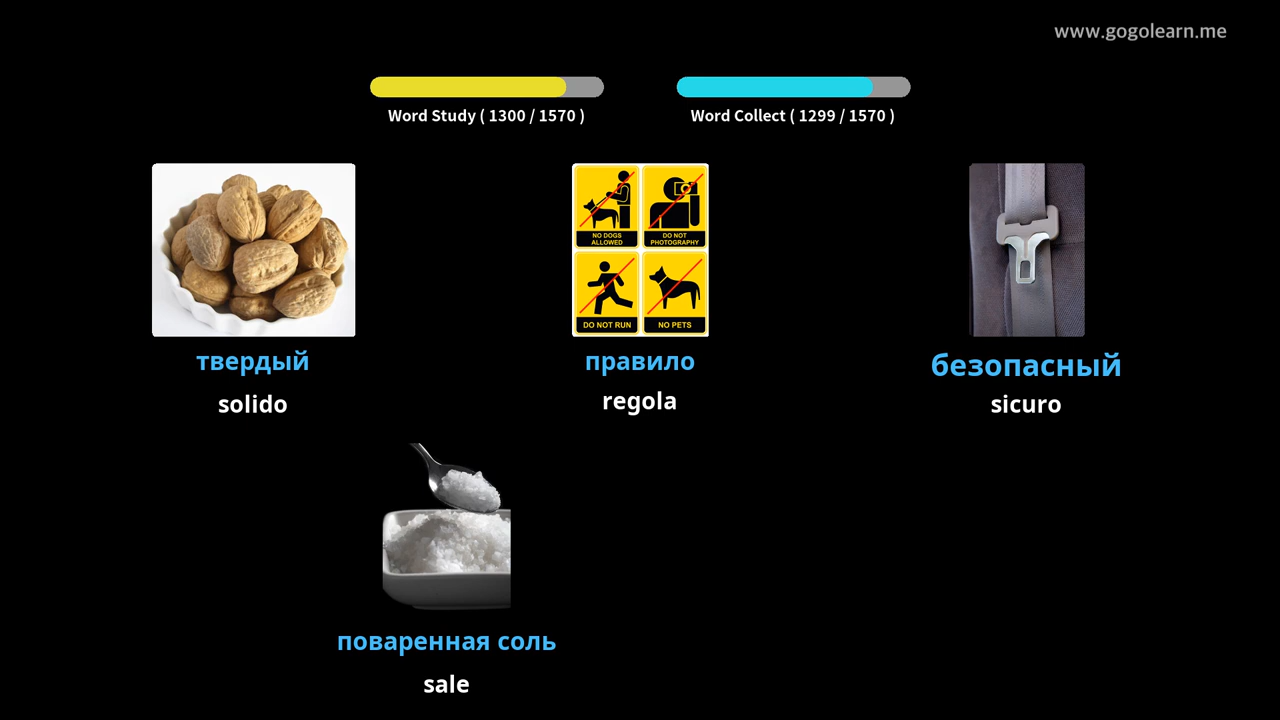 www.gogolearn.me
Word Study ( 1300 / 1570 )
Word Collect ( 1299 / 1570 )
NO DOGS
ALLOWED
DO NOT
PHOTOGRAPHY
DO NOT RUN
NO PETS
твердый
правило
безопасный
solido
regola
sicuro
поваренная соль
sale